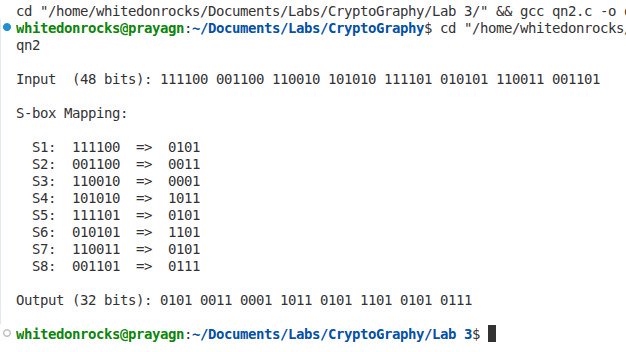 cd "/home/whitedonrocks/Documents/Labs/CryptoGraphy/Lab 3/" && gcc qn2.c -o
whitedonrocks@prayagn:~/Documents/Labs/CryptoGraphy$ cd "/home/whitedonrocks/
qn2
Input  (48 bits): 111100 001100 110010 101010 111101 010101 110011 001101
S-box Mapping:
S1:  111100  =>  0101
S2:  001100  =>  0011
S3:  110010  =>  0001
S4:  101010  =>  1011
S5:  111101  =>  0101
S6:  010101  =>  1101
S7:  110011  =>  0101
S8:  001101  =>  0111
Output (32 bits): 0101 0011 0001 1011 0101 1101 0101 0111
whitedonrocks@prayagn:~/Documents/Labs/CryptoGraphy/Lab 3$